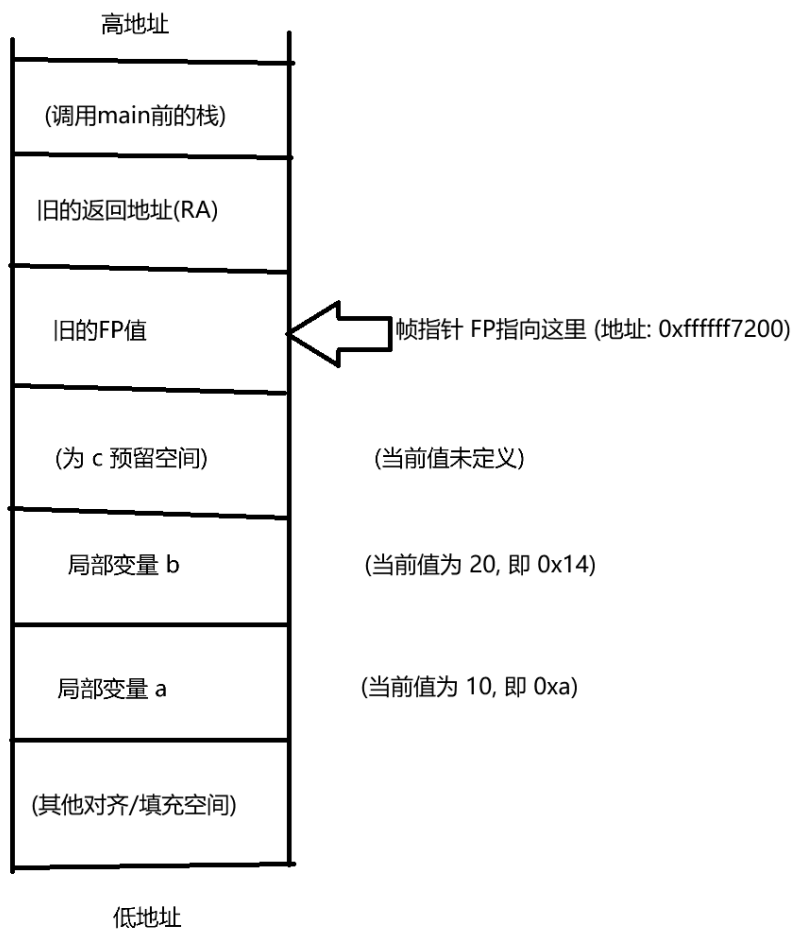 高地址
(调用main前的栈)
旧的返回地址(RA)
旧的FP值
帧指针 FP指向这里 (地址: 0xffffff7200)
(为 c 预留空间)
(当前值未定义)
局部变量 b
(当前值为 20, 即 0x14)
局部变量 a
(当前值为 10, 即 0xa)
(其他对齐/填充空间)
低地址